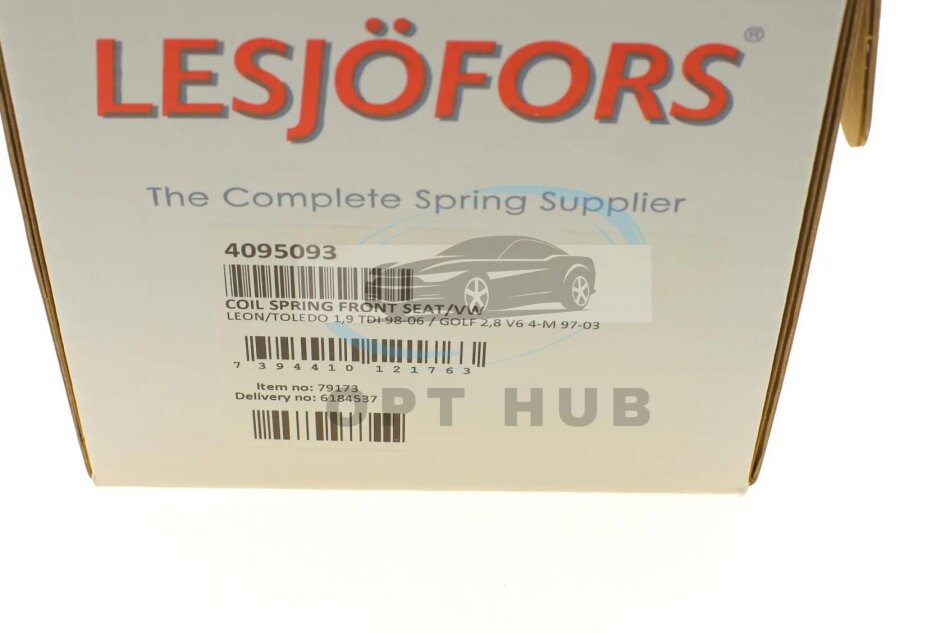 LESJÖFORS®
The Complete Spring Supplier
4095093
COIL SPRING FRONT SEAT/VW
LEON/TOLEDO 1,9 TDI 98-06 / GOLF 2,8 V6 4-M 97-03
7 394410 121763
Item no: 79173
Delivery no: 6184537
OPT HUB